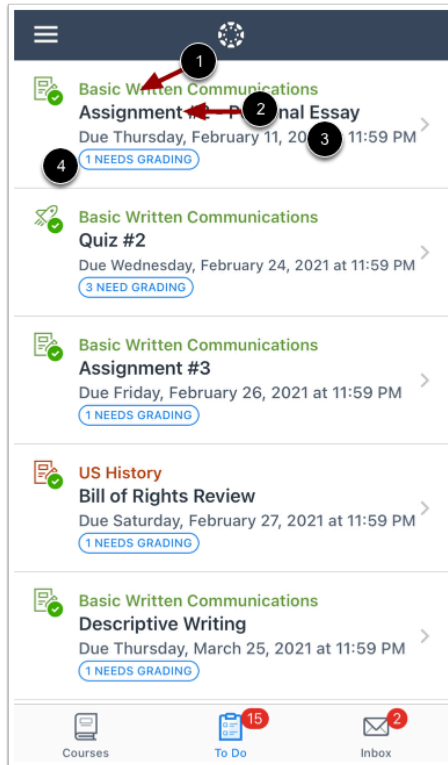 1
Basic Written Communications
Assignment # - P nal Essay
2
Due Thursday, February 11, 20 11:59 PM
3
4
1 NEEDS GRADING
Basic Written Communications
Quiz #2
Due Wednesday, February 24, 2021 at 11:59 PM
3 NEED GRADING
Basic Written Communications
Assignment #3
Due Friday, February 26, 2021 at 11:59 PM
1 NEEDS GRADING
US History
Bill of Rights Review
Due Saturday, February 27, 2021 at 11:59 PM
1 NEEDS GRADING
Basic Written Communications
Descriptive Writing
Due Thursday, March 25, 2021 at 11:59 PM
1 NEEDS GRADING
15
2
Courses
To Do
Inbox